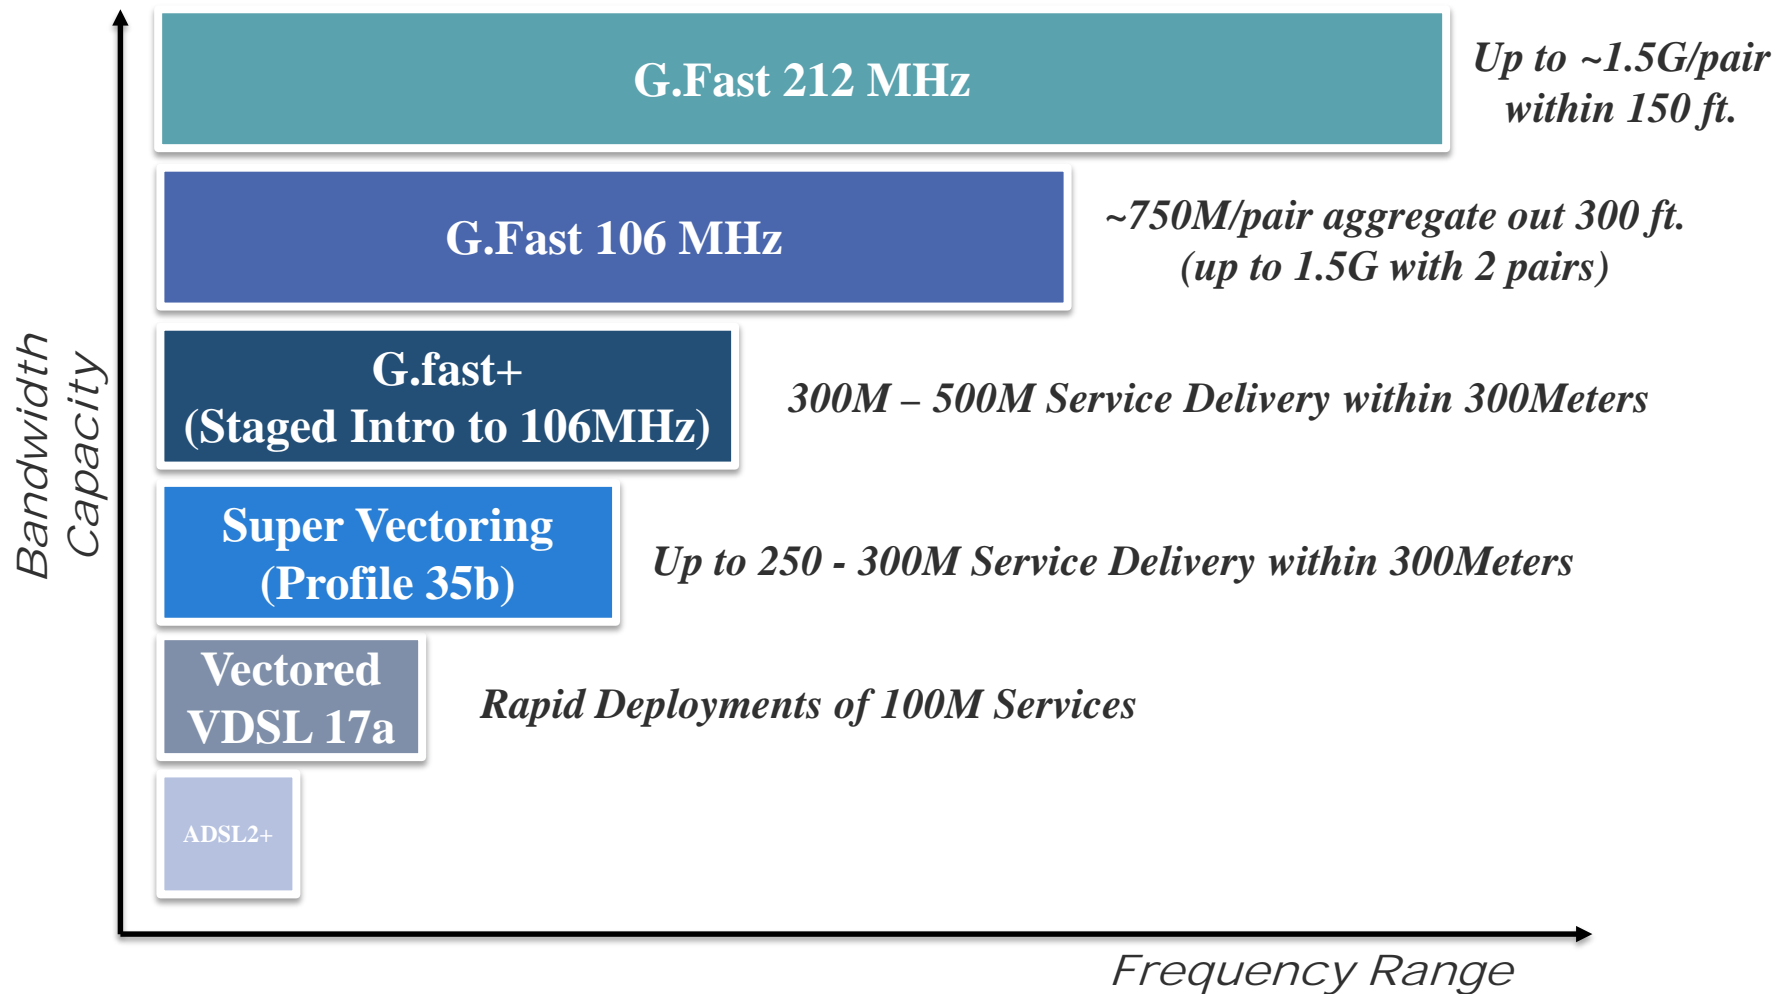 G.Fast 212 MHz
Up to ~1.5G/pair
within 150 ft.
G.Fast 106 MHz
~750M/pair aggregate out 300 ft.
(up to 1.5G with 2 pairs)
G.fast+
(Staged Intro to 106MHz)
300M – 500M Service Delivery within 300Meters
Super Vectoring
(Profile 35b)
Up to 250 - 300M Service Delivery within 300Meters
Vectored
VDSL 17a
Rapid Deployments of 100M Services
ADSL2+
Bandwidth
Capacity
Frequency Range